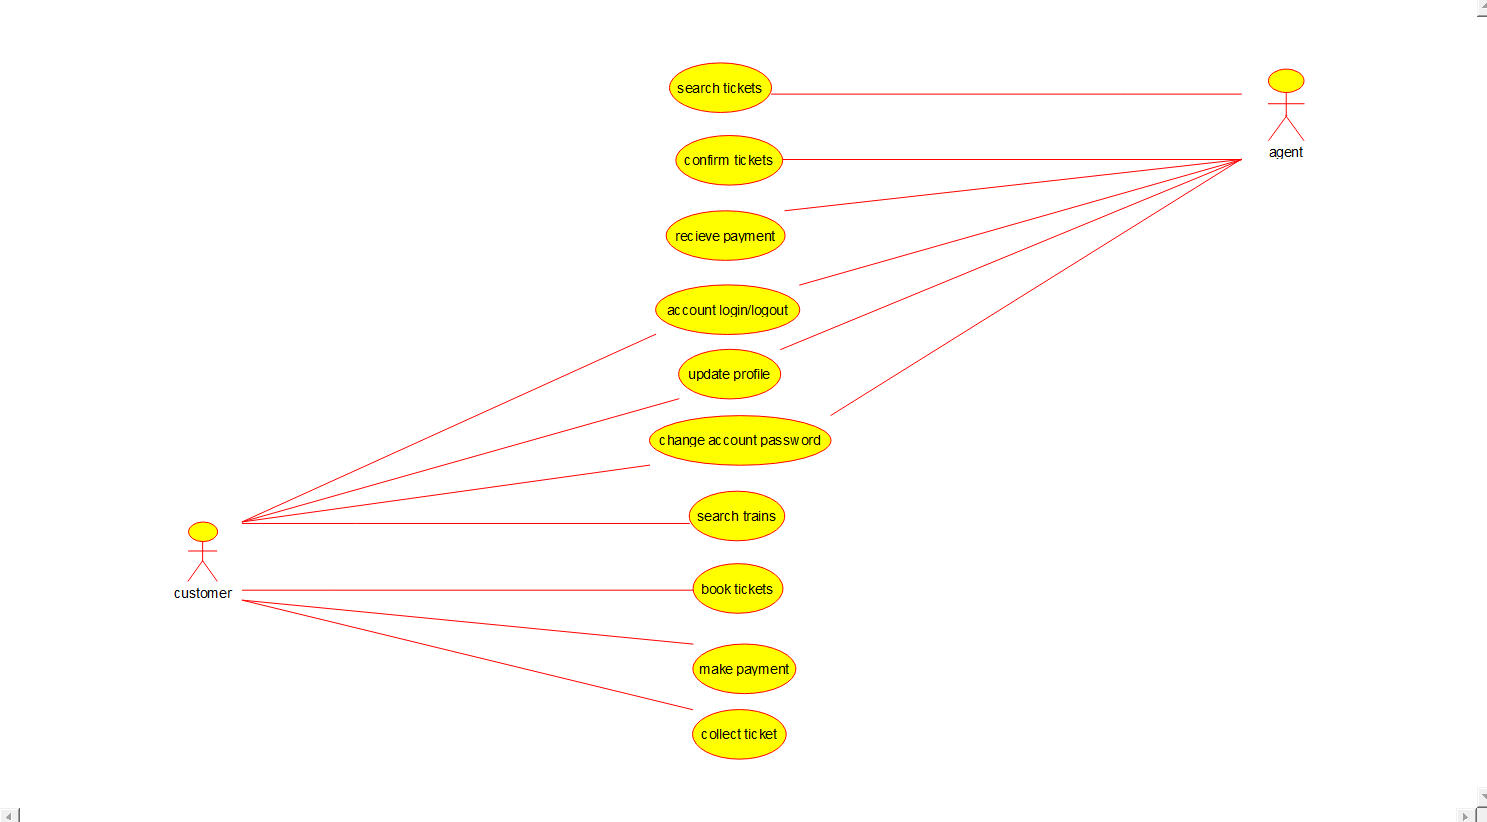 search tickets
agent
confirm tickets
recieve payment
account login/logout
update profile
change account password
search trains
customer
book tickets
make payment
collect ticket